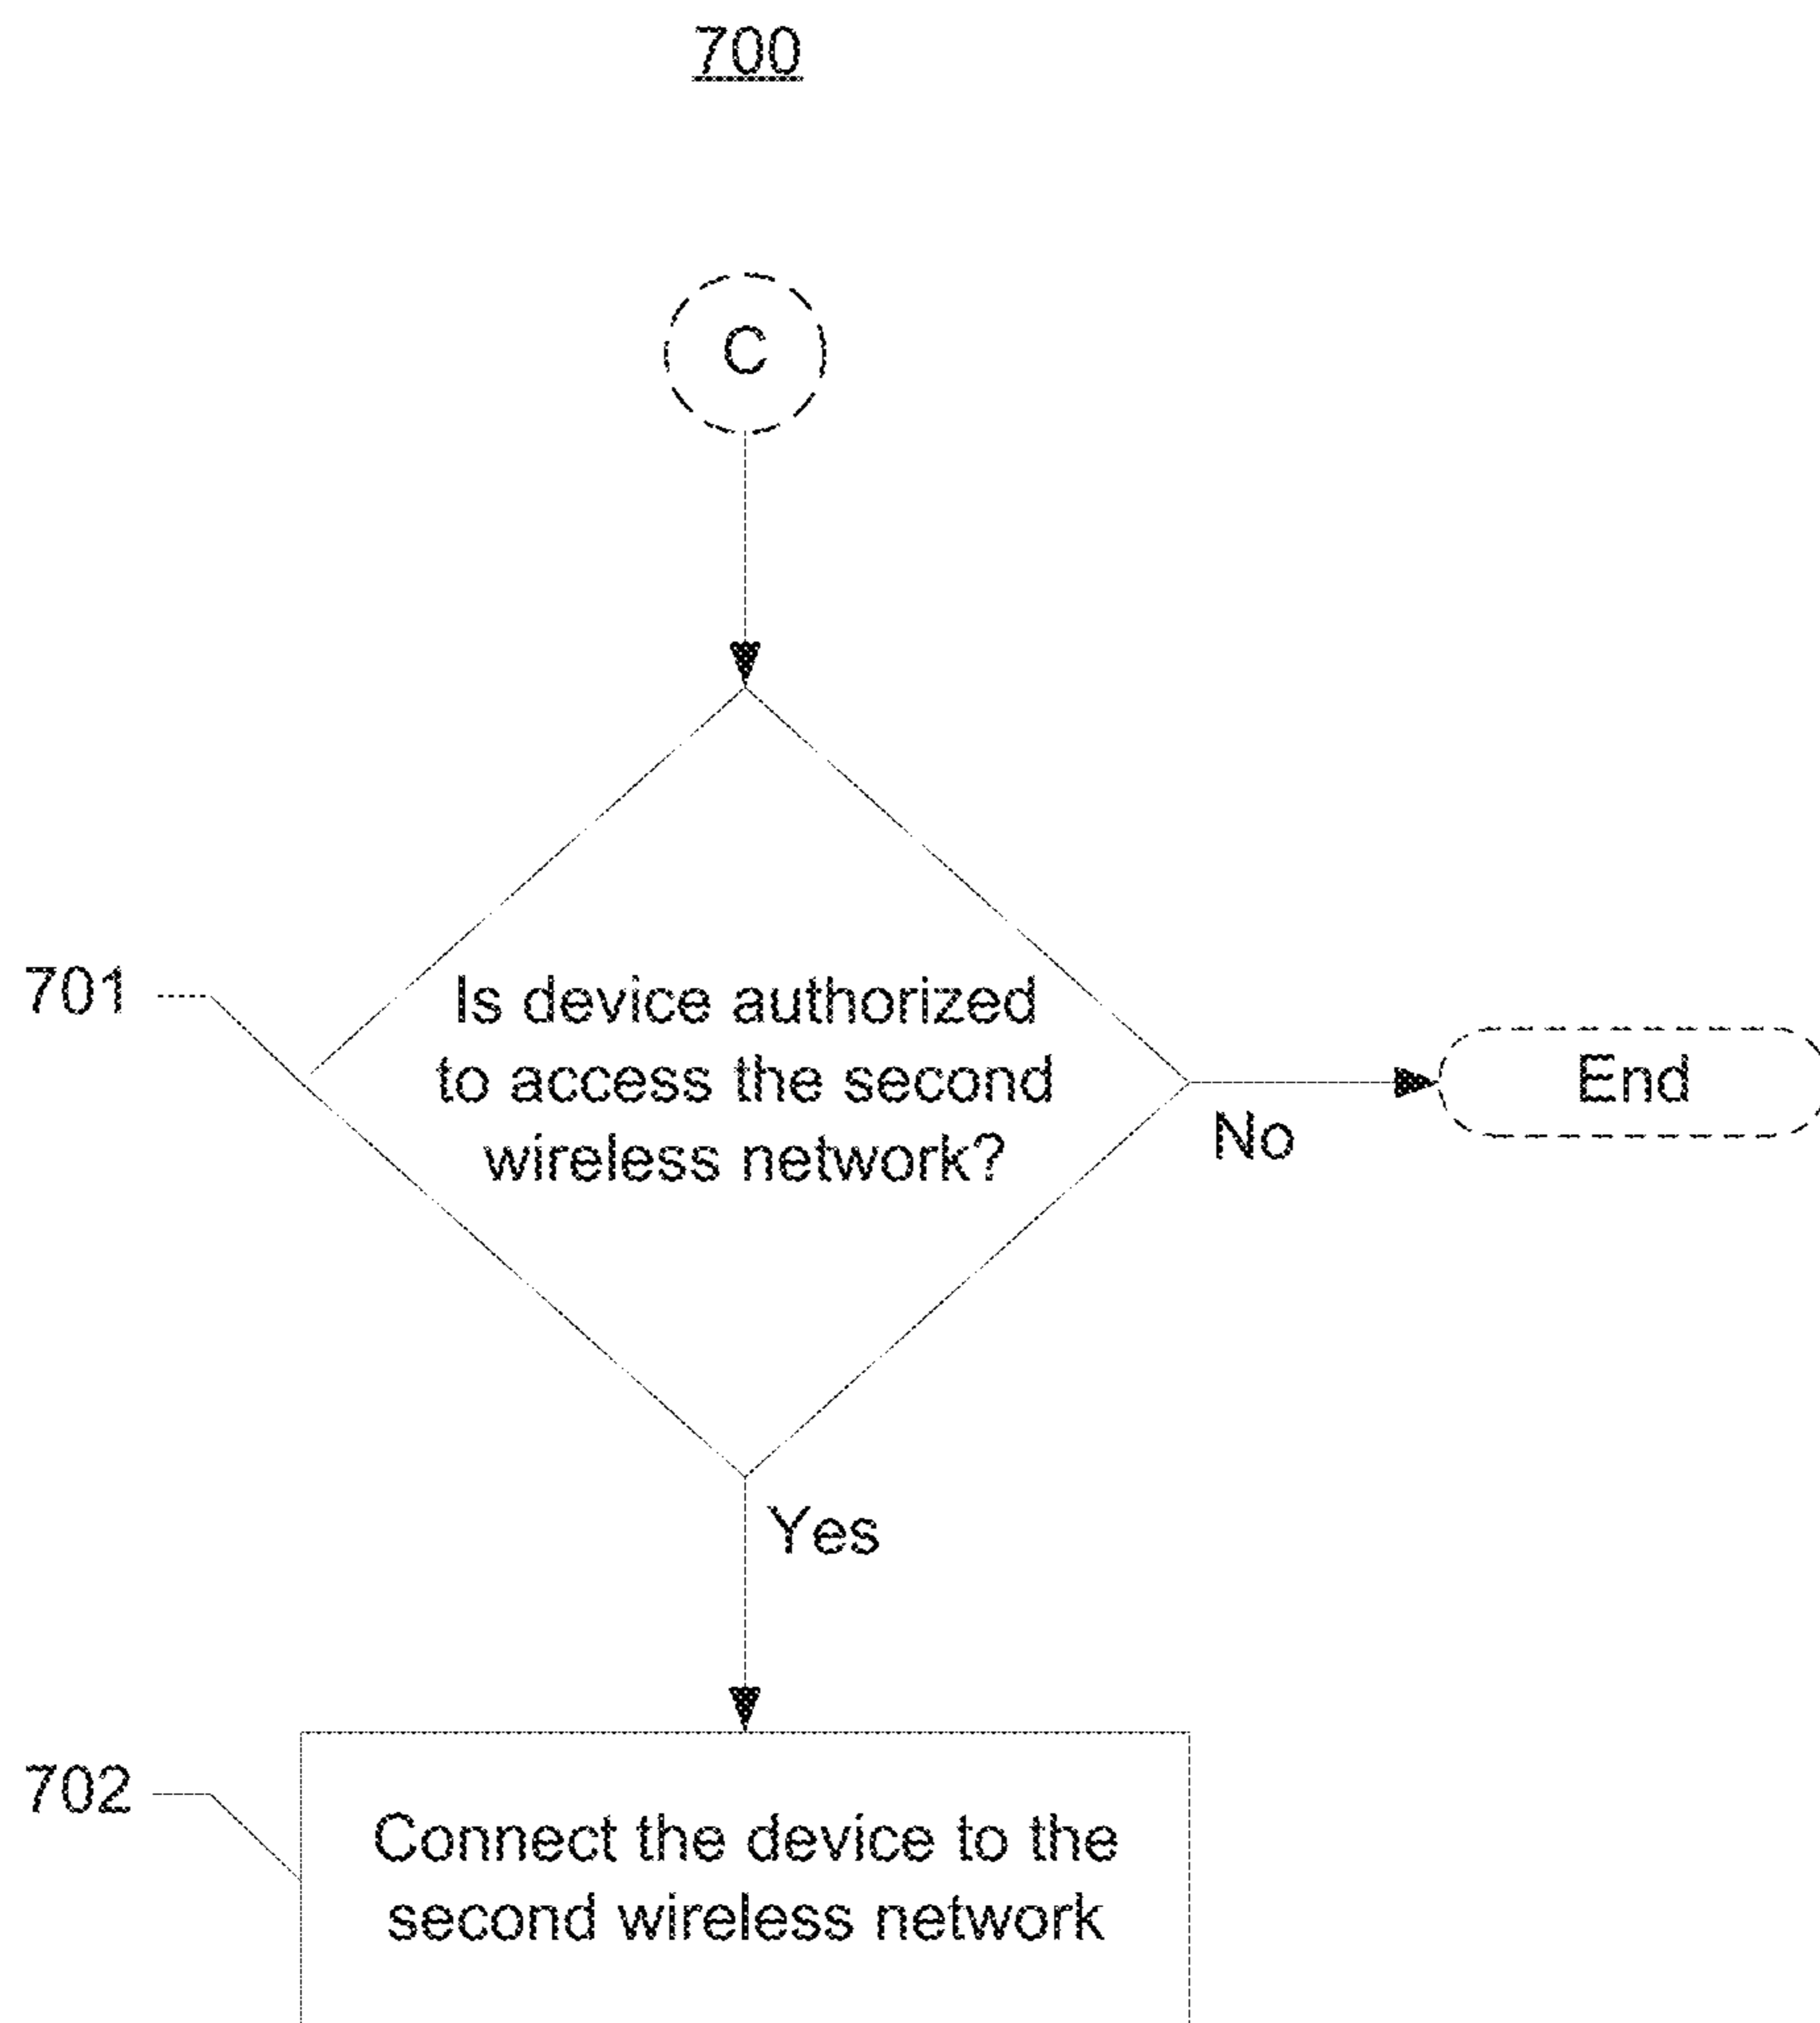 700
C
701
Is device authorized
to access the second
wireless network?
No
End
Yes
702
Connect the device to the
second wireless network